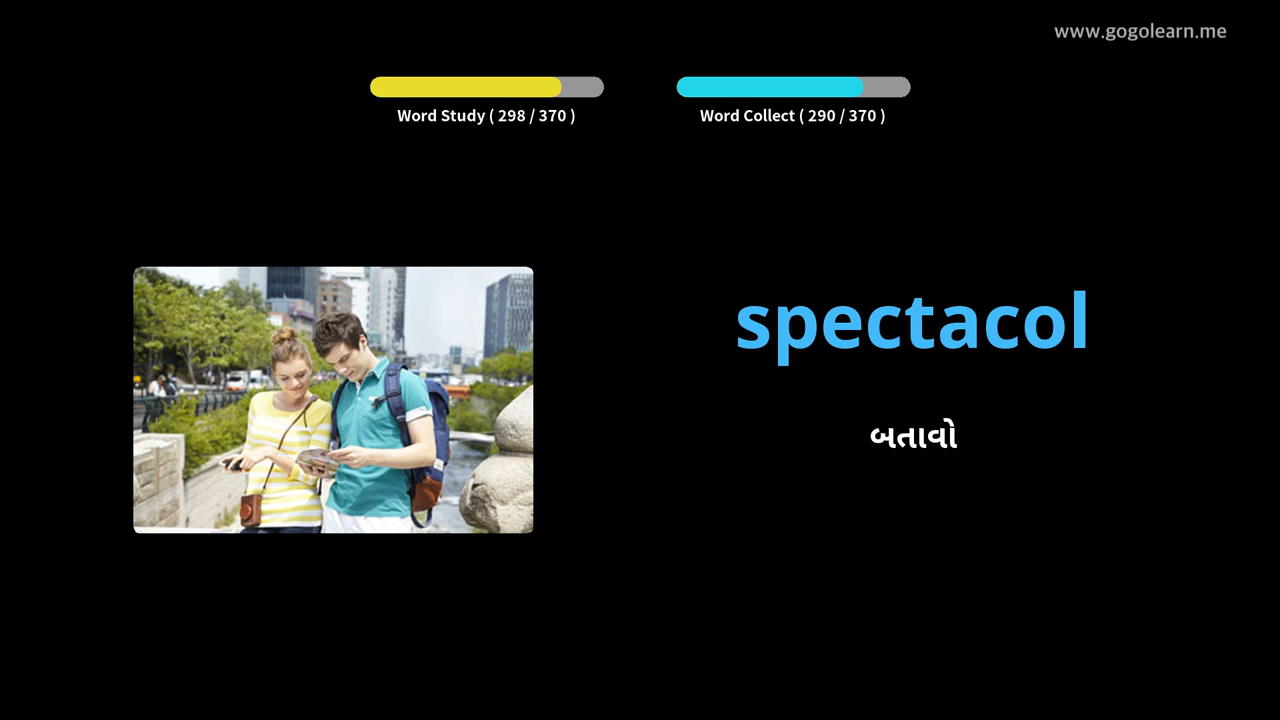 www.gogolearn.me
Word Study ( 298 / 370 )
Word Collect ( 290 / 370 )
spectacol
બતાવો